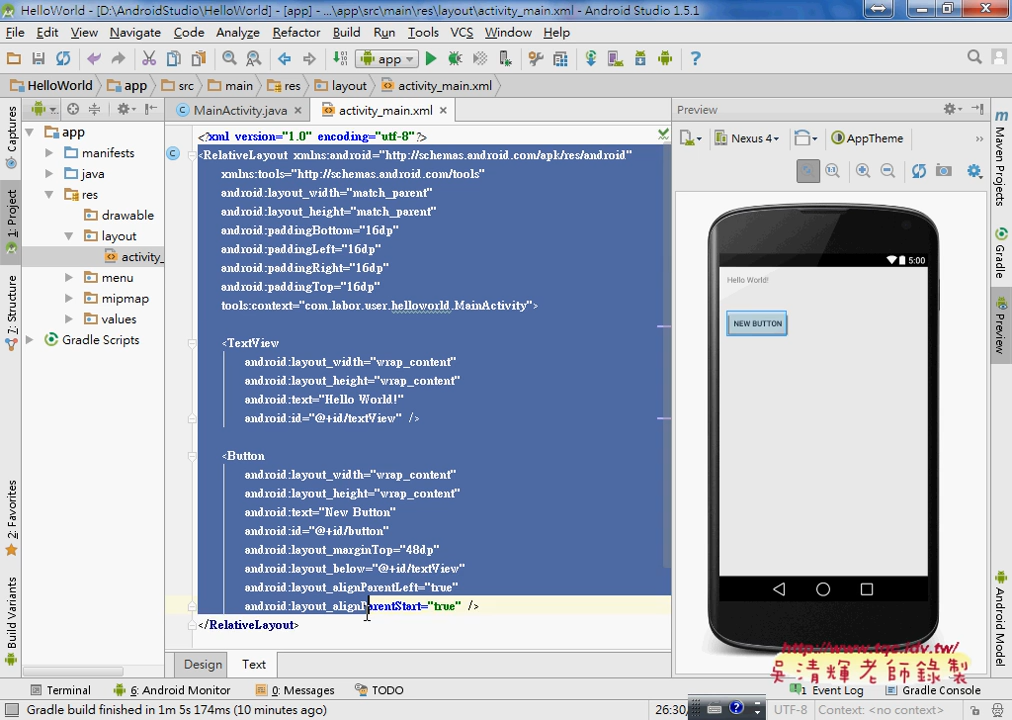 HelloWorld - [D:\AndroidStudio\HelloWorld] - [app] - ...\app\src\main\res\layout\activity_main.xml - Android Studio 1.5.1
File Edit View Navigate Code Analyze Refactor Build Run Tools VCS Window Help
app
HelloWorld app src main res layout activity_main.xml
Captures
1: Project
7: Structure
2: Favorites
Build Variants
app
manifests
java
res
drawable
layout
activity_
menu
mipmap
values
Gradle Scripts
MainActivity.java activity_main.xml
<?xml version="1.0" encoding="utf-8"?>
<RelativeLayout xmlns:android="http://schemas.android.com/apk/res/android"
xmlns:tools="http://schemas.android.com/tools"
android:layout_width="match_parent"
android:layout_height="match_parent"
android:paddingBottom="16dp"
android:paddingLeft="16dp"
android:paddingRight="16dp"
android:paddingTop="16dp"
tools:context="com.labor.user.helloworld.MainActivity">
<TextView
android:layout_width="wrap_content"
android:layout_height="wrap_content"
android:text="Hello World!"
android:id="@+id/textView" />
<Button
android:layout_width="wrap_content"
android:layout_height="wrap_content"
android:text="New Button"
android:id="@+id/button"
android:layout_marginTop="48dp"
android:layout_below="@+id/textView"
android:layout_alignParentLeft="true"
android:layout_alignParentStart="true" />
</RelativeLayout>
Design Text
Preview
Nexus 4 AppTheme
5:00
Hello World!
NEW BUTTON
Maven Projects
Gradle
Preview
Android Model
http://www.tqc.idv.tw/
吳清輝老師錄製
Terminal 6: Android Monitor 0: Messages TODO 1 Event Log Gradle Console
Gradle build finished in 1m 5s 174ms (10 minutes ago) 26:30 UTF-8 Context: <no context>